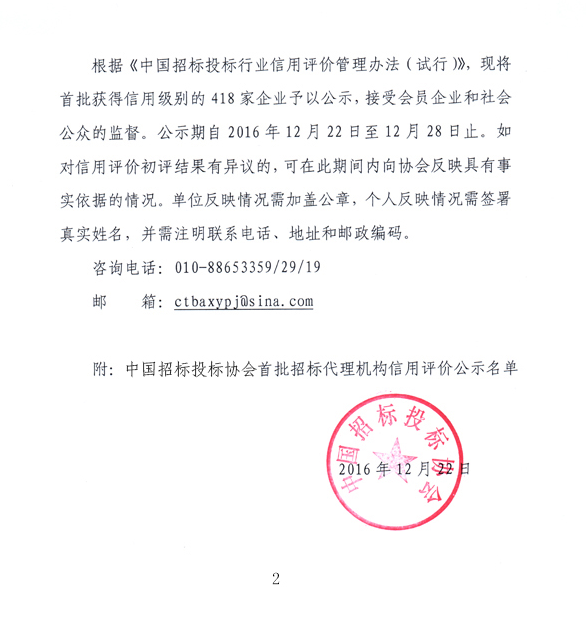 根据《中国招标投标行业信用评价管理办法（试行）》，现将
首批获得信用级别的 418 家企业予以公示，接受会员企业和社会
公众的监督。公示期自 2016 年 12 月 22 日至 12 月 28 日止。如
对信用评价初评结果有异议的，可在此期间内向协会反映具有事
实依据的情况。单位反映情况需加盖公章，个人反映情况需签署
真实姓名，并需注明联系电话、地址和邮政编码。
咨询电话：010-88653359/29/19
邮 箱：ctbaxypj@sina.com
附：中国招标投标协会首批招标代理机构信用评价公示名单
中国招标投标协会
2016 年 12 月 22 日
2